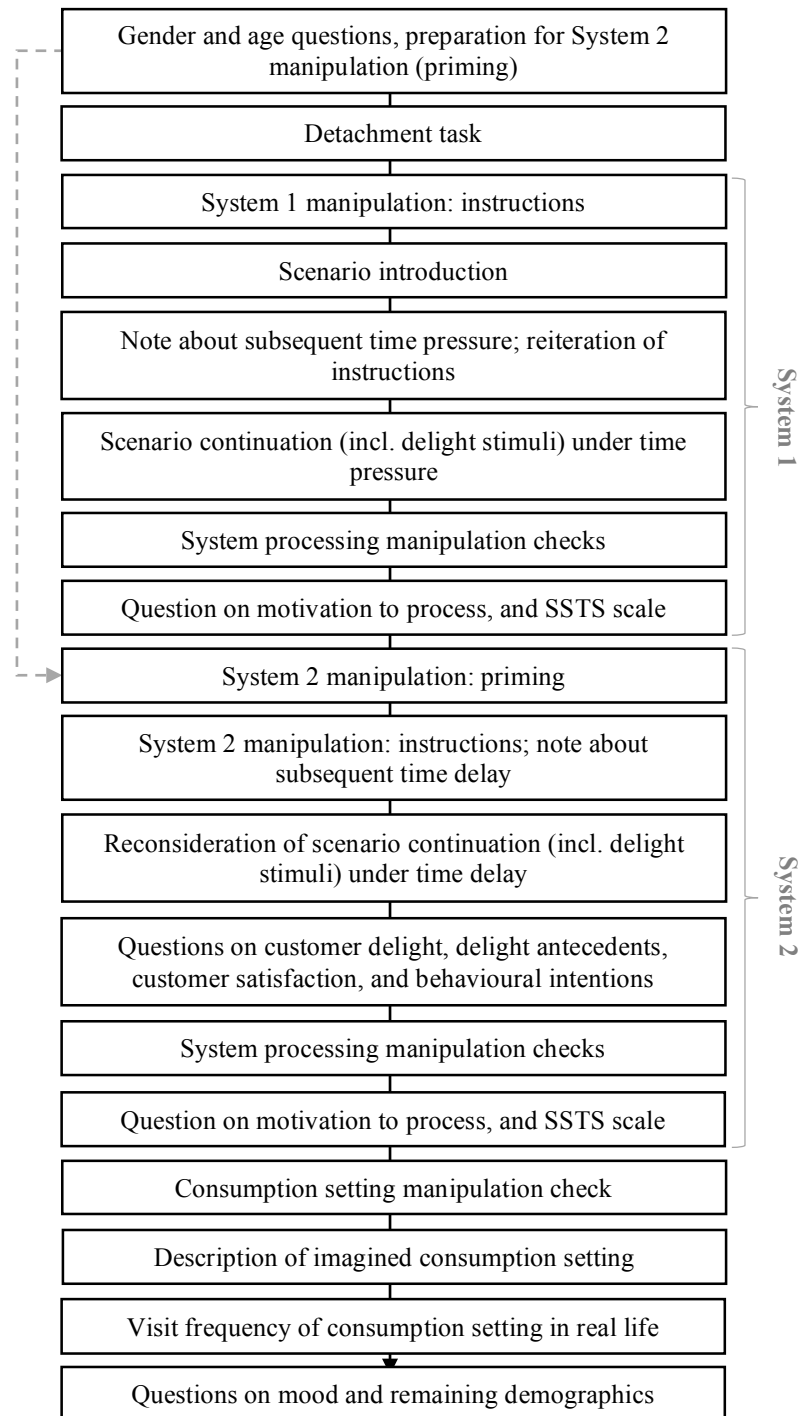 Gender and age questions, preparation for System 2
manipulation (priming)
Detachment task
System 1 manipulation: instructions
Scenario introduction
Note about subsequent time pressure; reiteration of
instructions
Scenario continuation (incl. delight stimuli) under time
pressure
System processing manipulation checks
Question on motivation to process, and SSTS scale
System 1
System 2 manipulation: priming
System 2 manipulation: instructions; note about
subsequent time delay
Reconsideration of scenario continuation (incl. delight
stimuli) under time delay
Questions on customer delight, delight antecedents,
customer satisfaction, and behavioural intentions
System processing manipulation checks
Question on motivation to process, and SSTS scale
System 2
Consumption setting manipulation check
Description of imagined consumption setting
Visit frequency of consumption setting in real life
Questions on mood and remaining demographics